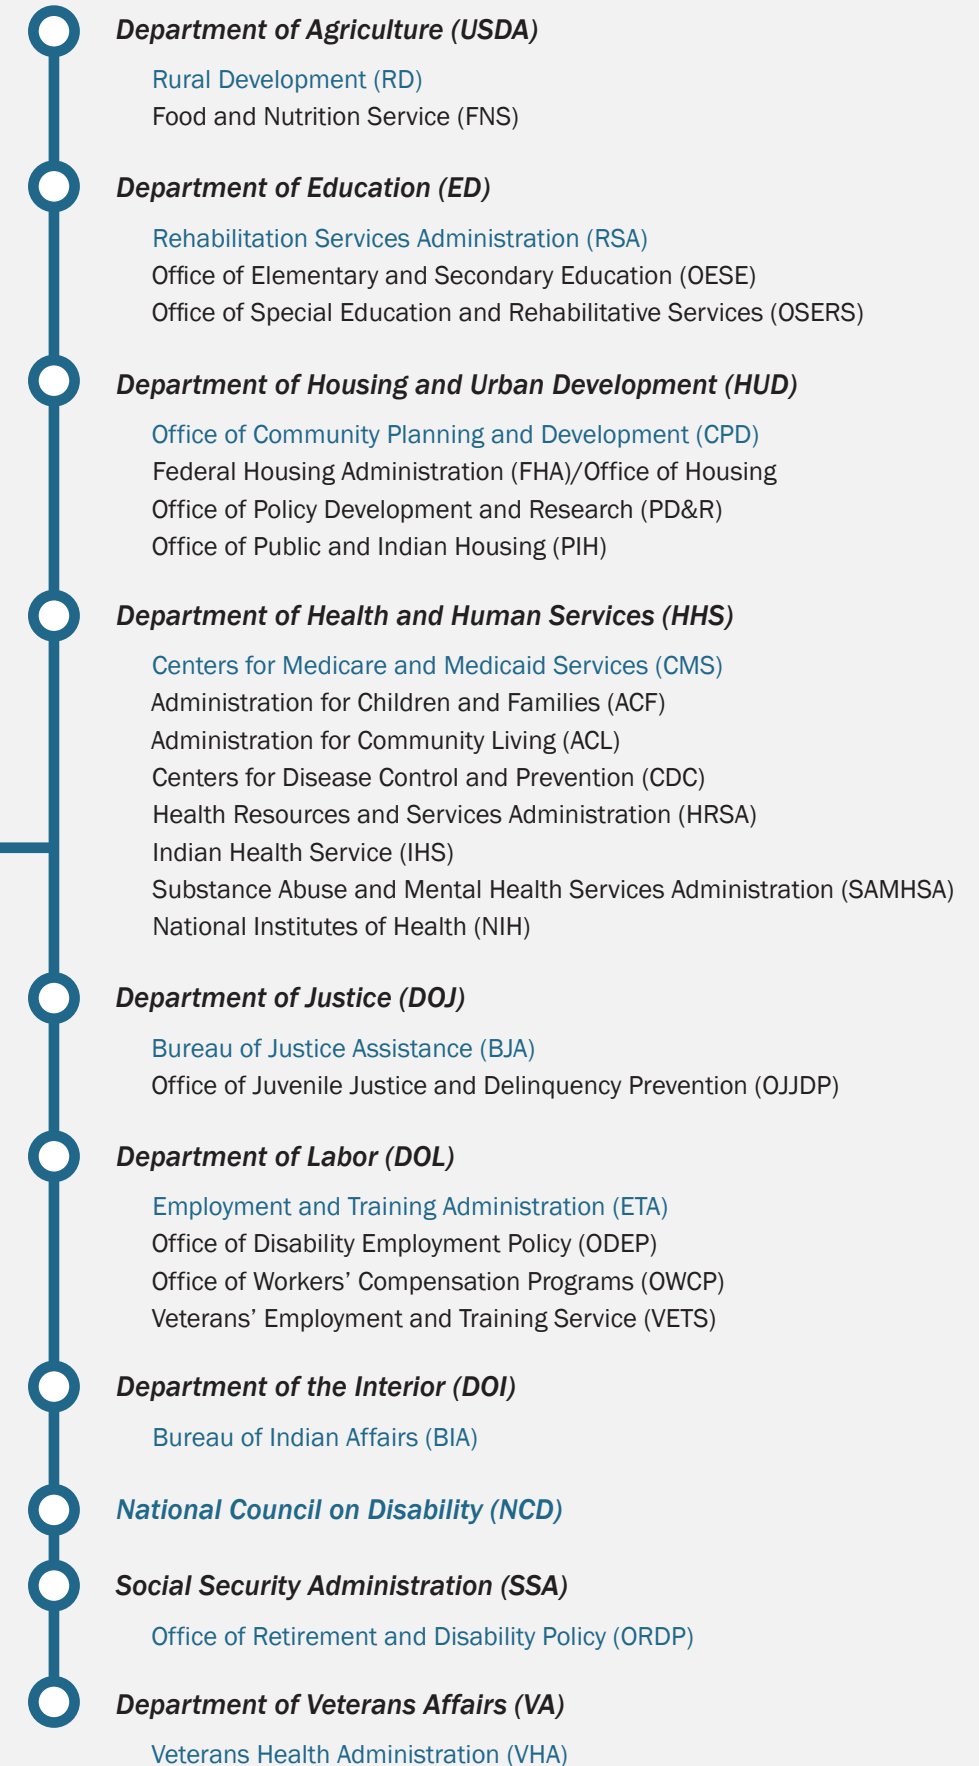 Department of Agriculture (USDA)
Rural Development (RD)
Food and Nutrition Service (FNS)
Department of Education (ED)
Rehabilitation Services Administration (RSA)
Office of Elementary and Secondary Education (OESE)
Office of Special Education and Rehabilitative Services (OSERS)
Department of Housing and Urban Development (HUD)
Office of Community Planning and Development (CPD)
Federal Housing Administration (FHA)/Office of Housing
Office of Policy Development and Research (PD&R)
Office of Public and Indian Housing (PIH)
Department of Health and Human Services (HHS)
Centers for Medicare and Medicaid Services (CMS)
Administration for Children and Families (ACF)
Administration for Community Living (ACL)
Centers for Disease Control and Prevention (CDC)
Health Resources and Services Administration (HRSA)
Indian Health Service (IHS)
Substance Abuse and Mental Health Services Administration (SAMHSA)
National Institutes of Health (NIH)
Department of Justice (DOJ)
Bureau of Justice Assistance (BJA)
Office of Juvenile Justice and Delinquency Prevention (OJJDP)
Department of Labor (DOL)
Employment and Training Administration (ETA)
Office of Disability Employment Policy (ODEP)
Office of Workers’ Compensation Programs (OWCP)
Veterans’ Employment and Training Service (VETS)
Department of the Interior (DOI)
Bureau of Indian Affairs (BIA)
National Council on Disability (NCD)
Social Security Administration (SSA)
Office of Retirement and Disability Policy (ORDP)
Department of Veterans Affairs (VA)
Veterans Health Administration (VHA)